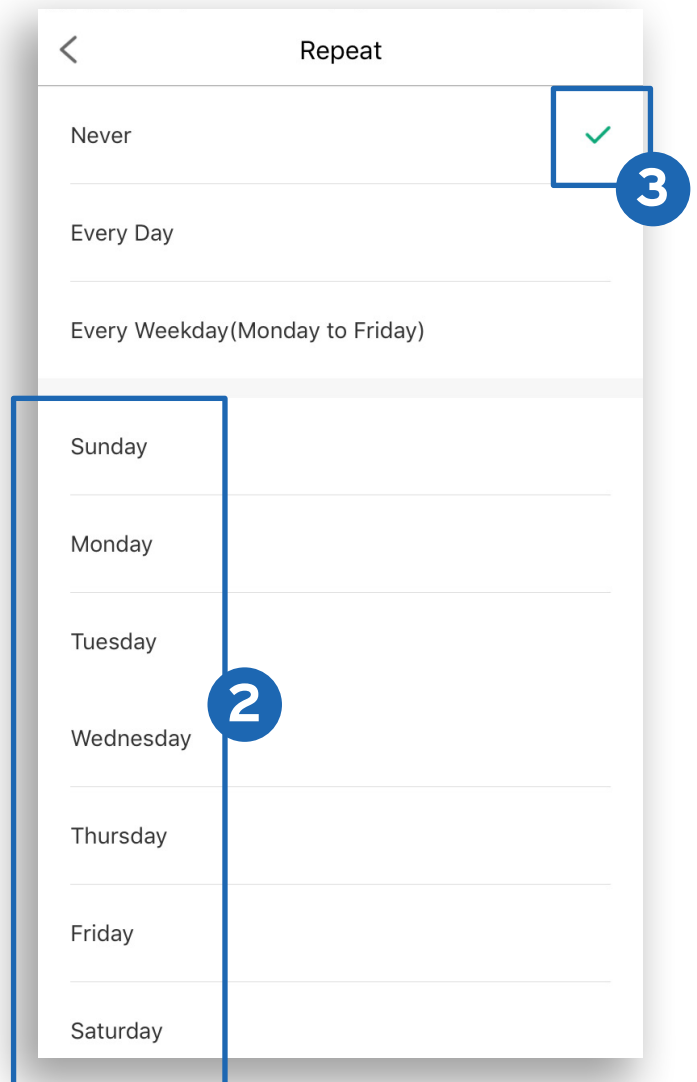 Repeat
Never
3
Every Day
Every Weekday(Monday to Friday)
Sunday
Monday
Tuesday
2
Wednesday
Thursday
Friday
Saturday